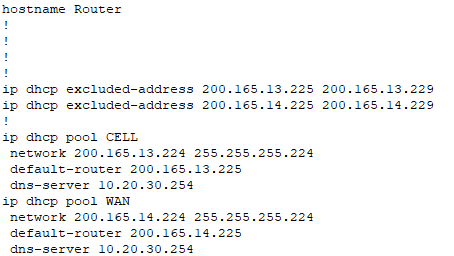 hostname Router
!
!
!
!
ip dhcp excluded-address 200.165.13.225 200.165.13.229
ip dhcp excluded-address 200.165.14.225 200.165.14.229
!
ip dhcp pool CELL
 network 200.165.13.224 255.255.255.224
 default-router 200.165.13.225
 dns-server 10.20.30.254
ip dhcp pool WAN
 network 200.165.14.224 255.255.255.224
 default-router 200.165.14.225
 dns-server 10.20.30.254